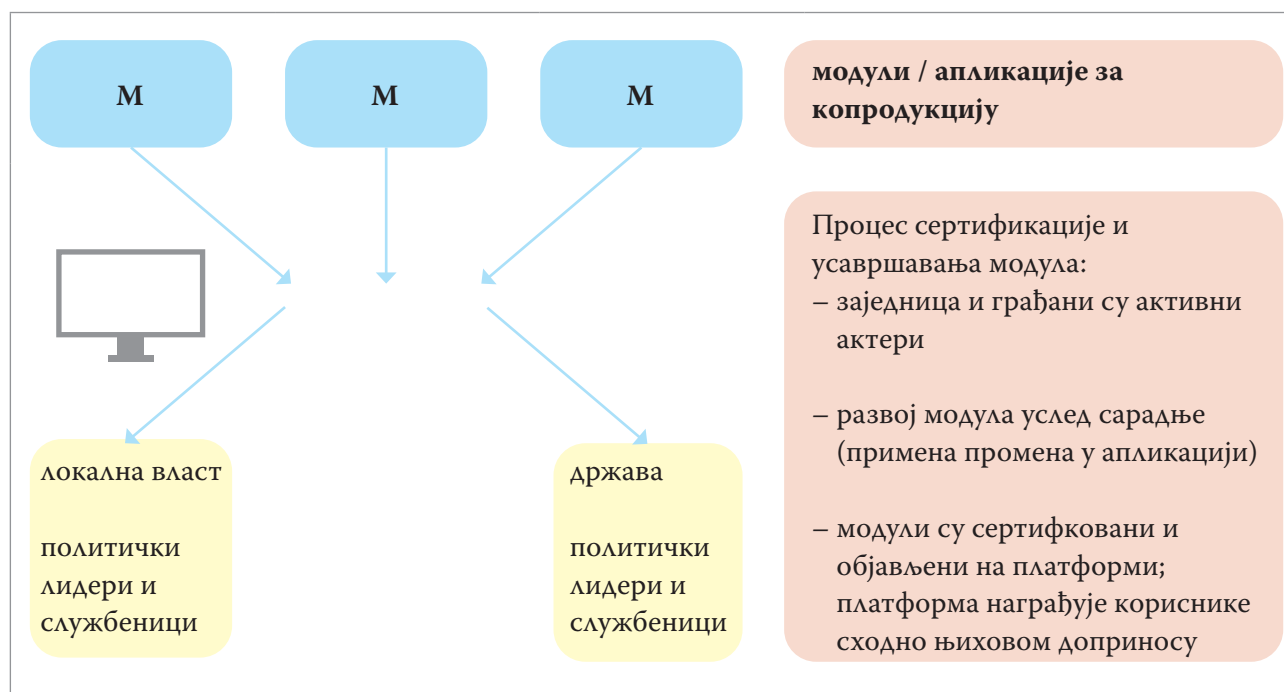 М
М
М
модули / апликације за
копродукцију
Процес сертификације и
усавршавања модула:
– заједница и грађани су активни
актери
– развој модула услед сарадње
(примена промена у апликацији)
– модули су сертифковани и
објављени на платформи;
платформа награђује кориснике
сходно њиховом доприносу
локална власт
политички
лидери и
службеници
држава
политички
лидери и
службеници